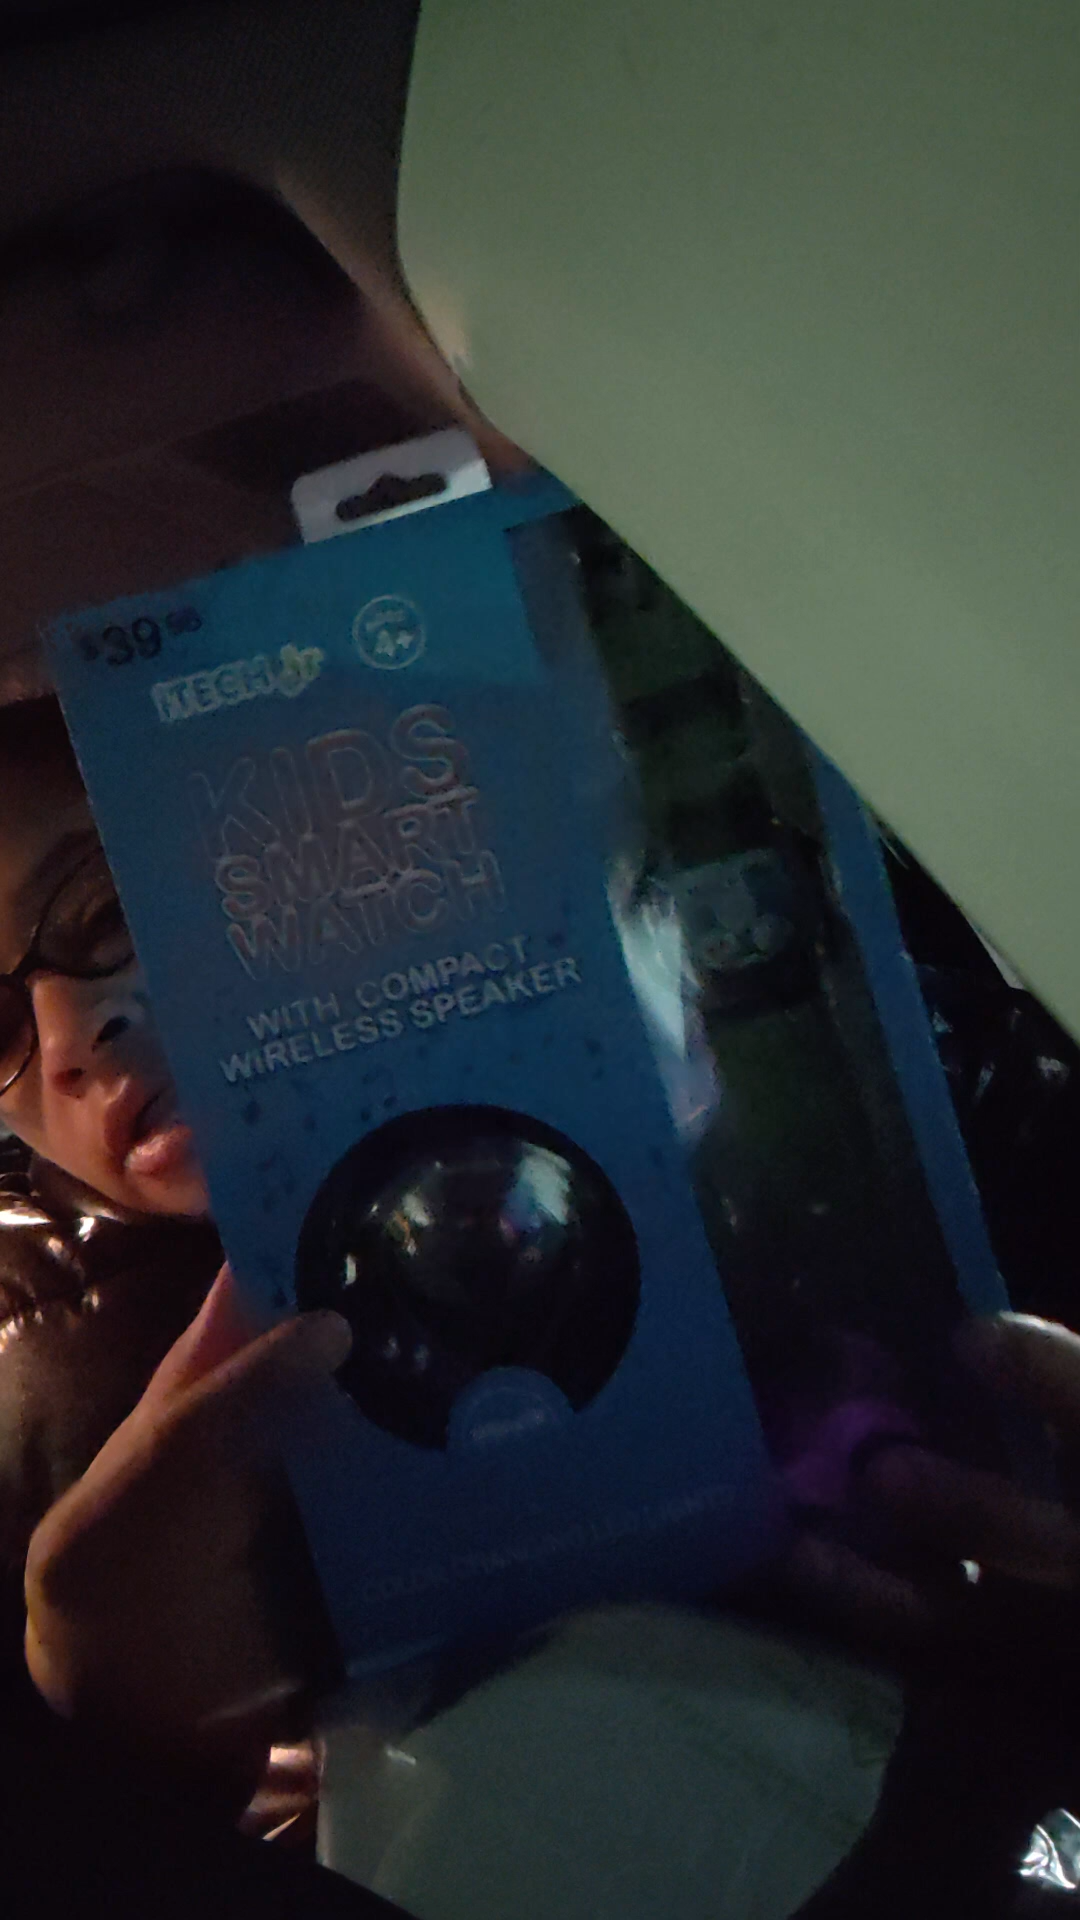 $39.98
iTECH Jr
4+
KIDS
SMART
WATCH
WITH COMPACT
WIRELESS SPEAKER